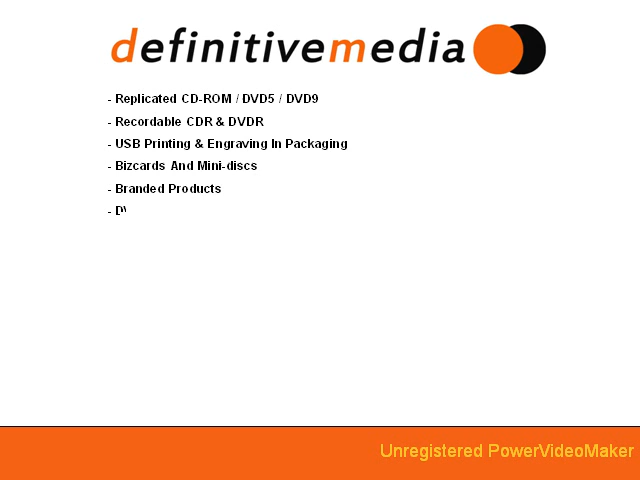 definitivemedia
- Replicated CD-ROM / DVD5 / DVD9
- Recordable CDR & DVDR
- USB Printing & Engraving In Packaging
- Bizcards And Mini-discs
- Branded Products
-
Unregistered PowerVideoMaker